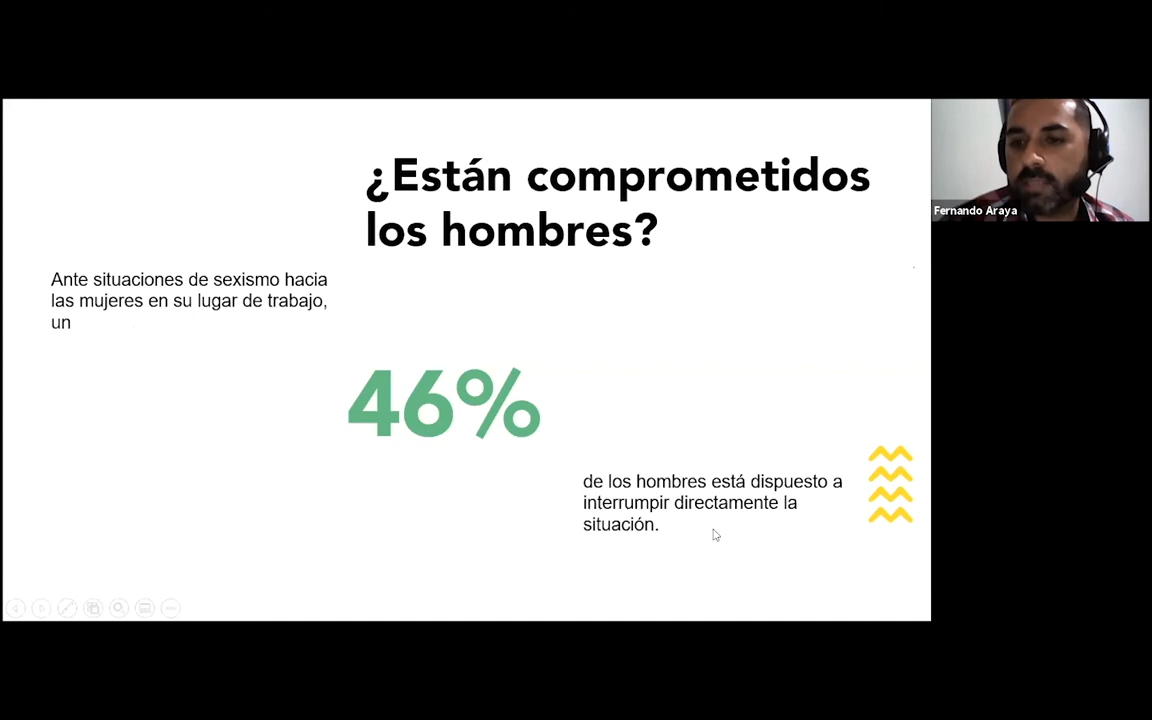 ¿Están comprometidos
los hombres?
Ante situaciones de sexismo hacia
las mujeres en su lugar de trabajo,
un
46%
de los hombres está dispuesto a
interrumpir directamente la
situación.
Fernando Araya